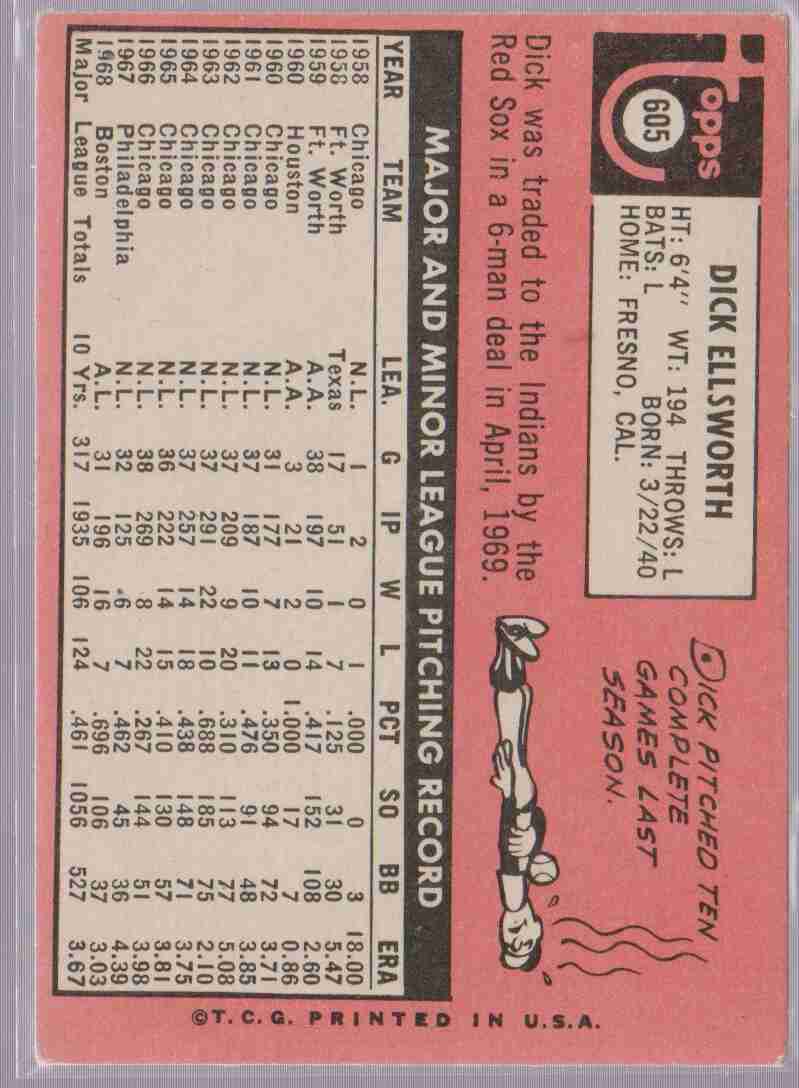 Topps
605
DICK ELLSWORTH
HT: 6'4" WT: 194 THROWS: L
BATS: L BORN: 3/22/40
HOME: FRESNO, CAL.
DICK PITCHED TEN
COMPLETE
GAMES LAST
SEASON.
Dick was traded to the Indians by the
Red Sox in a 6-man deal in April, 1969.
MAJOR AND MINOR LEAGUE PITCHING RECORD
YEAR TEAM LEA. G IP W L PCT SO BB ERA
1958 Chicago N.L. 1 2 0 1 .000 0 3 18.00
1958 Ft. Worth Texas 17 51 1 7 .125 31 30 5.47
1959 Ft. Worth A.A. 38 197 10 14 .417 152 108 2.60
1960 Houston A.A. 3 21 2 0 1.000 17 7 0.86
1960 Chicago N.L. 31 177 7 13 .350 94 72 3.71
1961 Chicago N.L. 37 187 10 11 .476 91 48 3.85
1962 Chicago N.L. 37 209 9 20 .310 113 77 5.08
1963 Chicago N.L. 37 291 22 10 .688 185 75 2.10
1964 Chicago N.L. 37 257 14 18 .438 148 71 3.75
1965 Chicago N.L. 36 222 14 15 .410 130 57 3.81
1966 Chicago N.L. 38 269 8 22 .267 144 51 3.98
1967 Philadelphia N.L. 32 125 6 7 .462 45 36 4.39
1968 Boston A.L. 31 196 16 7 .696 106 37 3.03
Major League Totals 10 Yrs. 317 1935 106 124 .461 1056 527 3.67
©T.C.G. PRINTED IN U.S.A.